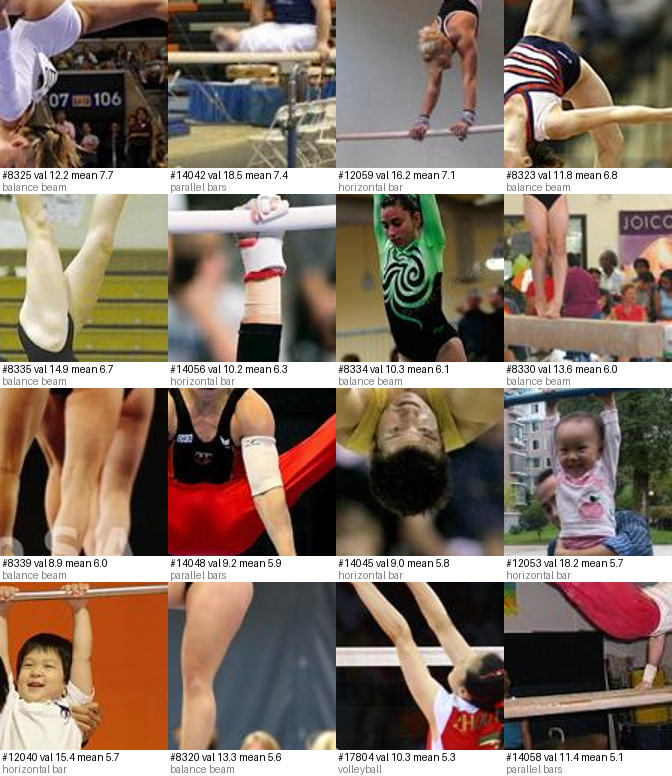 07 106
#8325 val 12.2 mean 7.7
balance beam
#14042 val 18.5 mean 7.4
parallel bars
#12059 val 16.2 mean 7.1
horizontal bar
#8323 val 11.8 mean 6.8
balance beam
JOICO
#8335 val 14.9 mean 6.7
balance beam
#14056 val 10.2 mean 6.3
horizontal bar
#8334 val 10.3 mean 6.1
balance beam
#8330 val 13.6 mean 6.0
balance beam
#8339 val 8.9 mean 6.0
balance beam
#14048 val 9.2 mean 5.9
parallel bars
#14045 val 9.0 mean 5.8
horizontal bar
#12053 val 18.2 mean 5.7
horizontal bar
#12040 val 15.4 mean 5.7
horizontal bar
#8320 val 13.3 mean 5.6
balance beam
#17804 val 10.3 mean 5.3
volleyball
#14058 val 11.4 mean 5.1
parallel bars